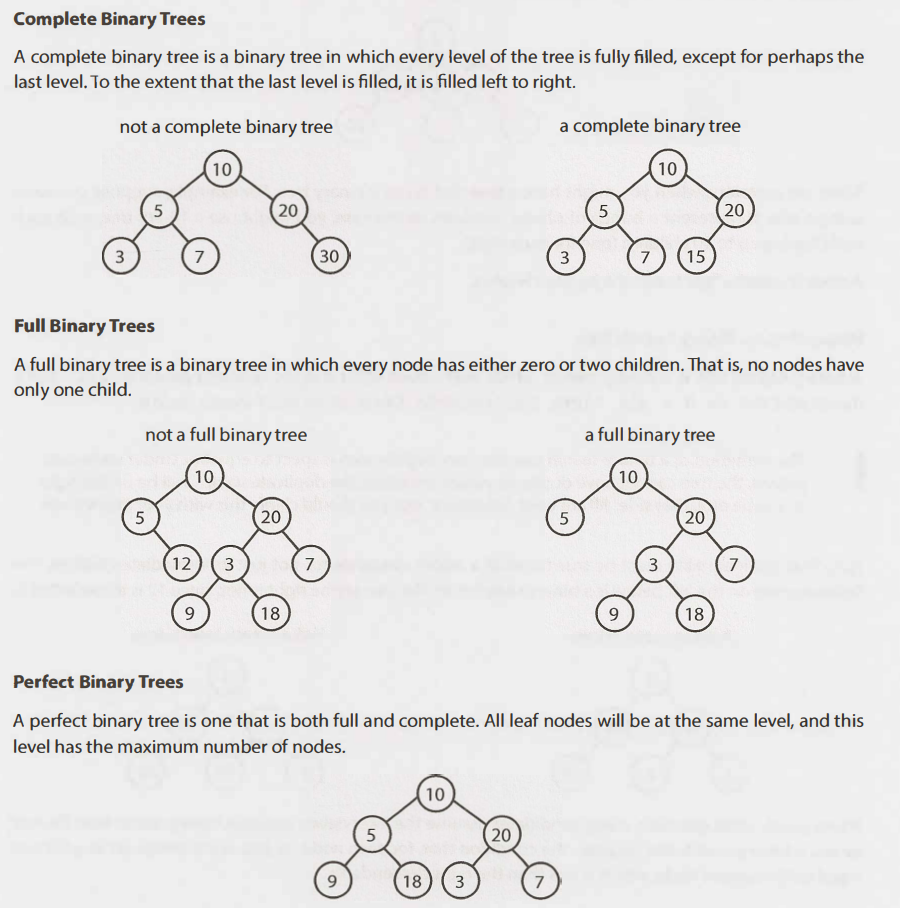 Complete Binary Trees
A complete binary tree is a binary tree in which every level of the tree is fully filled, except for perhaps the
last level. To the extent that the last level is filled, it is filled left to right.
not a complete binary tree
a complete binary tree
10
10
5
20
5
20
3
7
30
3
7
15
Full Binary Trees
A full binary tree is a binary tree in which every node has either zero or two children. That is, no nodes have
only one child.
not a full binary tree
a full binary tree
10
10
5
20
5
20
12
3
7
3
7
9
18
9
18
Perfect Binary Trees
A perfect binary tree is one that is both full and complete. All leaf nodes will be at the same level, and this
level has the maximum number of nodes.
10
5
20
9
18
3
7